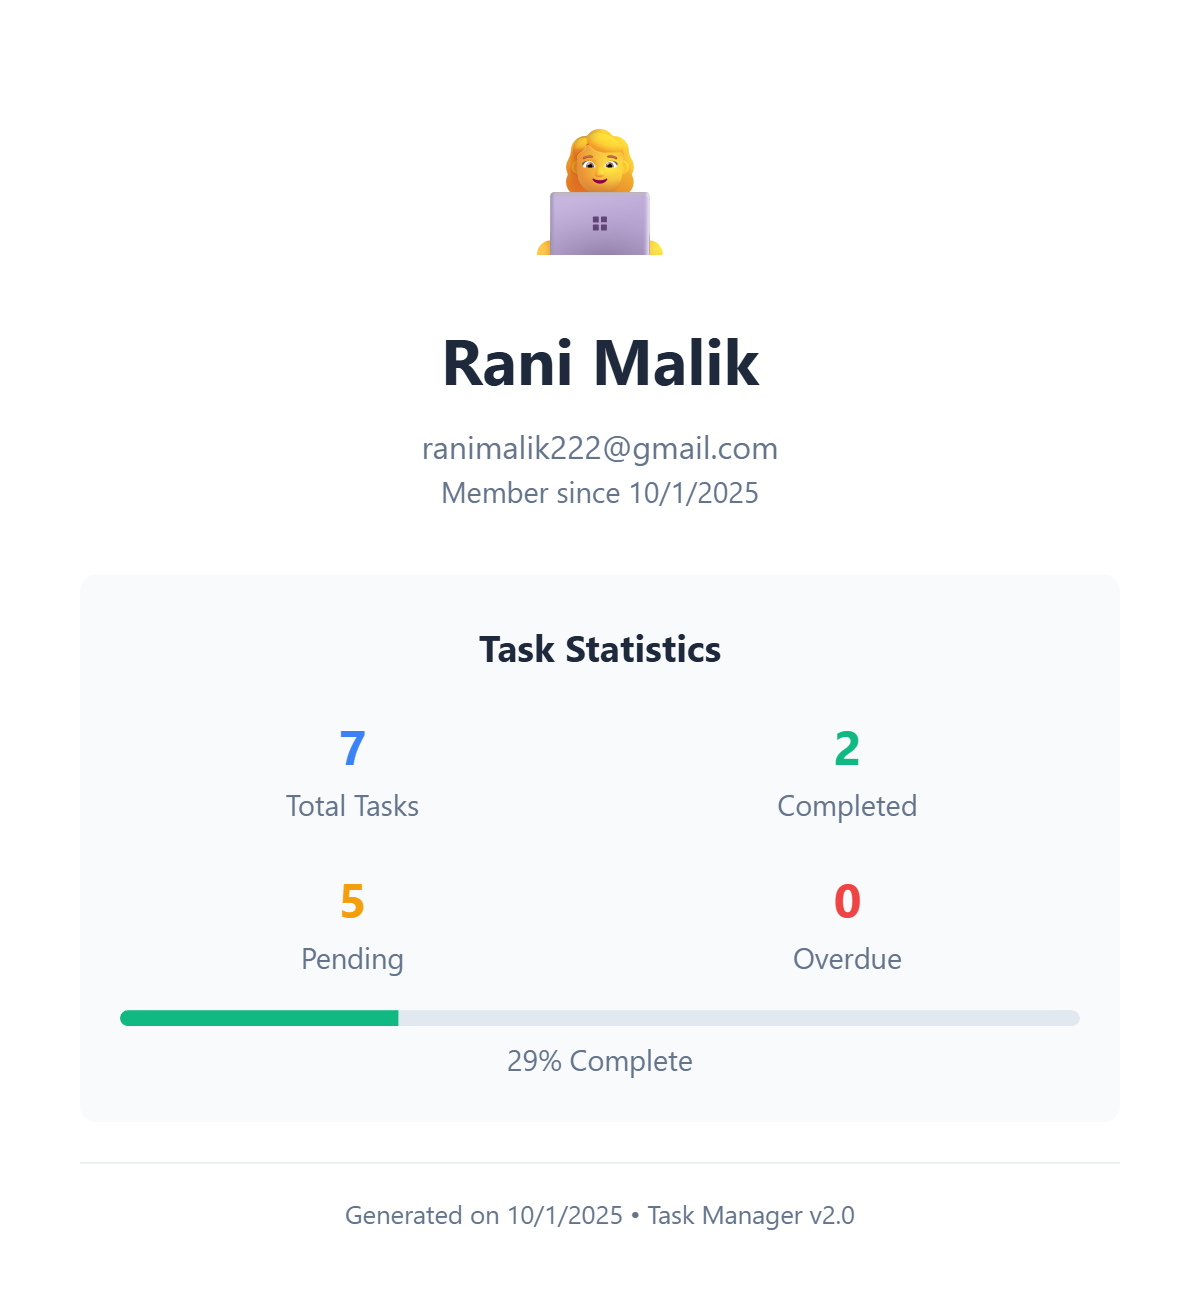 Rani Malik
ranimalik222@gmail.com
Member since 10/1/2025
Task Statistics
7
2
Total Tasks
Completed
5
0
Pending
Overdue
29% Complete
Generated on 10/1/2025 • Task Manager v2.0